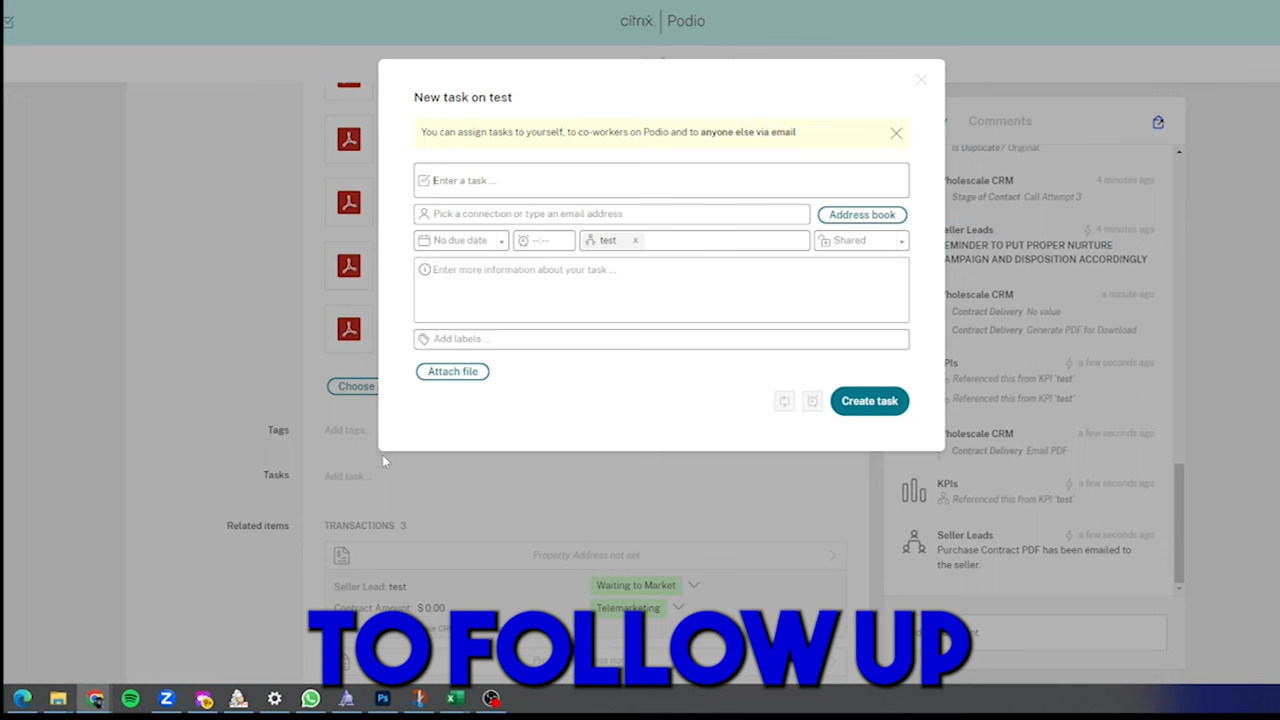 citrix. | Podio
New task on test
You can assign tasks to yourself, to co-workers on Podio and to anyone else via email
Enter a task ...
Pick a connection or type an email address
Address book
No due date
--:--
test x
Shared
Enter more information about your task ...
Add labels ...
Attach file
Create task
Choose
Tags
Add tags...
Tasks
Add task...
Related items
TRANSACTIONS 3
Property Address not set
Seller Lead: test
Waiting to Market
Contract Amount: $0.00
Telemarketing
Comments
Is Duplicate? Original
holescale CRM
4 minutes ago
Stage of Contact Call Attempt 3
eller Leads
4 minutes ago
EMINDER TO PUT PROPER NURTURE
AMPAIGN AND DISPOSITION ACCORDINGLY
holescale CRM
a minute ago
Contract Delivery No value
Contract Delivery Generate PDF for Download
PIs
a few seconds ago
Referenced this from KPI 'test'
Referenced this from KPI 'test'
holescale CRM
a few seconds ago
Contract Delivery Email PDF
KPIs
a few seconds ago
Referenced this from KPI 'test'
Seller Leads
a few seconds ago
Purchase Contract PDF has been emailed to
the seller.
TO FOLLOW UP